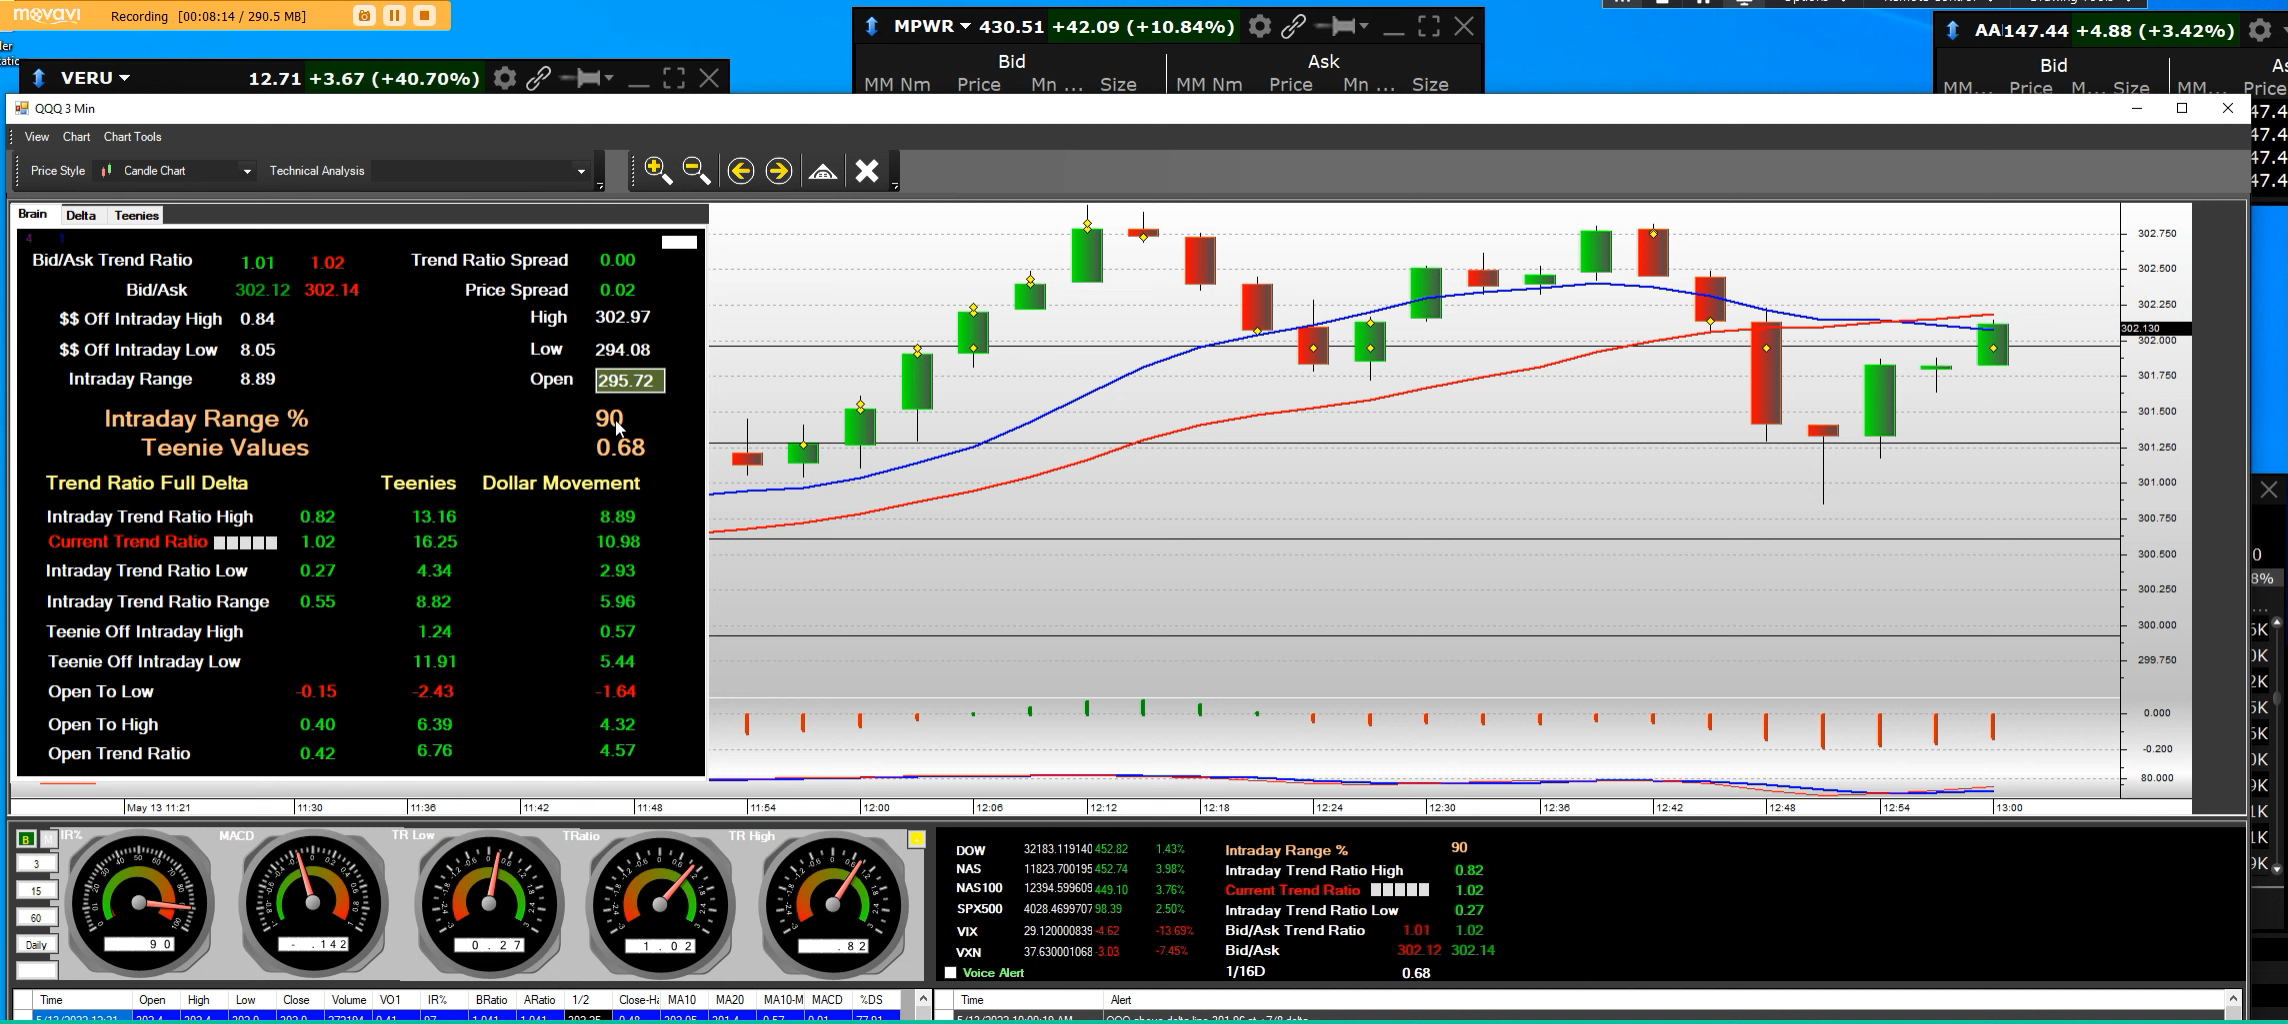 movavi Recording [00:08:14 / 290.5 MB]
VERU 12.71 +3.67 (+40.70%)
MPWR 430.51 +42.09 (+10.84%)
Bid Ask
MM Nm Price Mn ... Size MM Nm Price Mn ... Size
147.44 +4.88 (+3.42%)
Bid
MM... Price M... Size MM... Price
QQQ 3 Min
View Chart Chart Tools
Price Style Candle Chart Technical Analysis
Brain Delta Teenies
Bid/Ask Trend Ratio 1.01 1.02 Trend Ratio Spread 0.00
Bid/Ask 302.12 302.14 Price Spread 0.02
$$ Off Intraday High 0.84 High 302.97
$$ Off Intraday Low 8.05 Low 294.08
Intraday Range 8.89 Open 295.72
Intraday Range % 90
Teenie Values 0.68
Trend Ratio Full Delta Teenies Dollar Movement
Intraday Trend Ratio High 0.82 13.16 8.89
Current Trend Ratio 1.02 16.25 10.98
Intraday Trend Ratio Low 0.27 4.34 2.93
Intraday Trend Ratio Range 0.55 8.82 5.96
Teenie Off Intraday High 1.24 0.57
Teenie Off Intraday Low 11.91 5.44
Open To Low -0.15 -2.43 -1.64
Open To High 0.40 6.39 4.32
Open Trend Ratio 0.42 6.76 4.57
302.750
302.500
302.250
302.130
302.000
301.750
301.500
301.250
301.000
300.750
300.500
300.250
300.000
299.750
0.000
-0.200
80.000
May 13 11:21 11:30 11:36 11:42 11:48 11:54 12:00 12:06 12:12 12:18 12:24 12:30 12:36 12:42 12:48 12:54 13:00
B M IR% MACD TR Low TRatio TR High
3
15
60
Daily
90 -.142 0.27 1.02 .82
DOW 32183.119140 452.82 1.43%
NAS 11823.700195 452.74 3.98%
NAS100 12394.599609 449.10 3.76%
SPX500 4028.4699707 98.39 2.50%
VIX 29.120000839 -4.62 -13.69%
VXN 37.630001068 -3.03 -7.45%
Voice Alert
Intraday Range % 90
Intraday Trend Ratio High 0.82
Current Trend Ratio 1.02
Intraday Trend Ratio Low 0.27
Bid/Ask Trend Ratio 1.01 1.02
Bid/Ask 302.12 302.14
1/16D 0.68
Time Open High Low Close Volume VO1 IR% BRatio ARatio 1/2 Close-Ha MA10 MA20 MA10-M MACD %DS
Time Alert